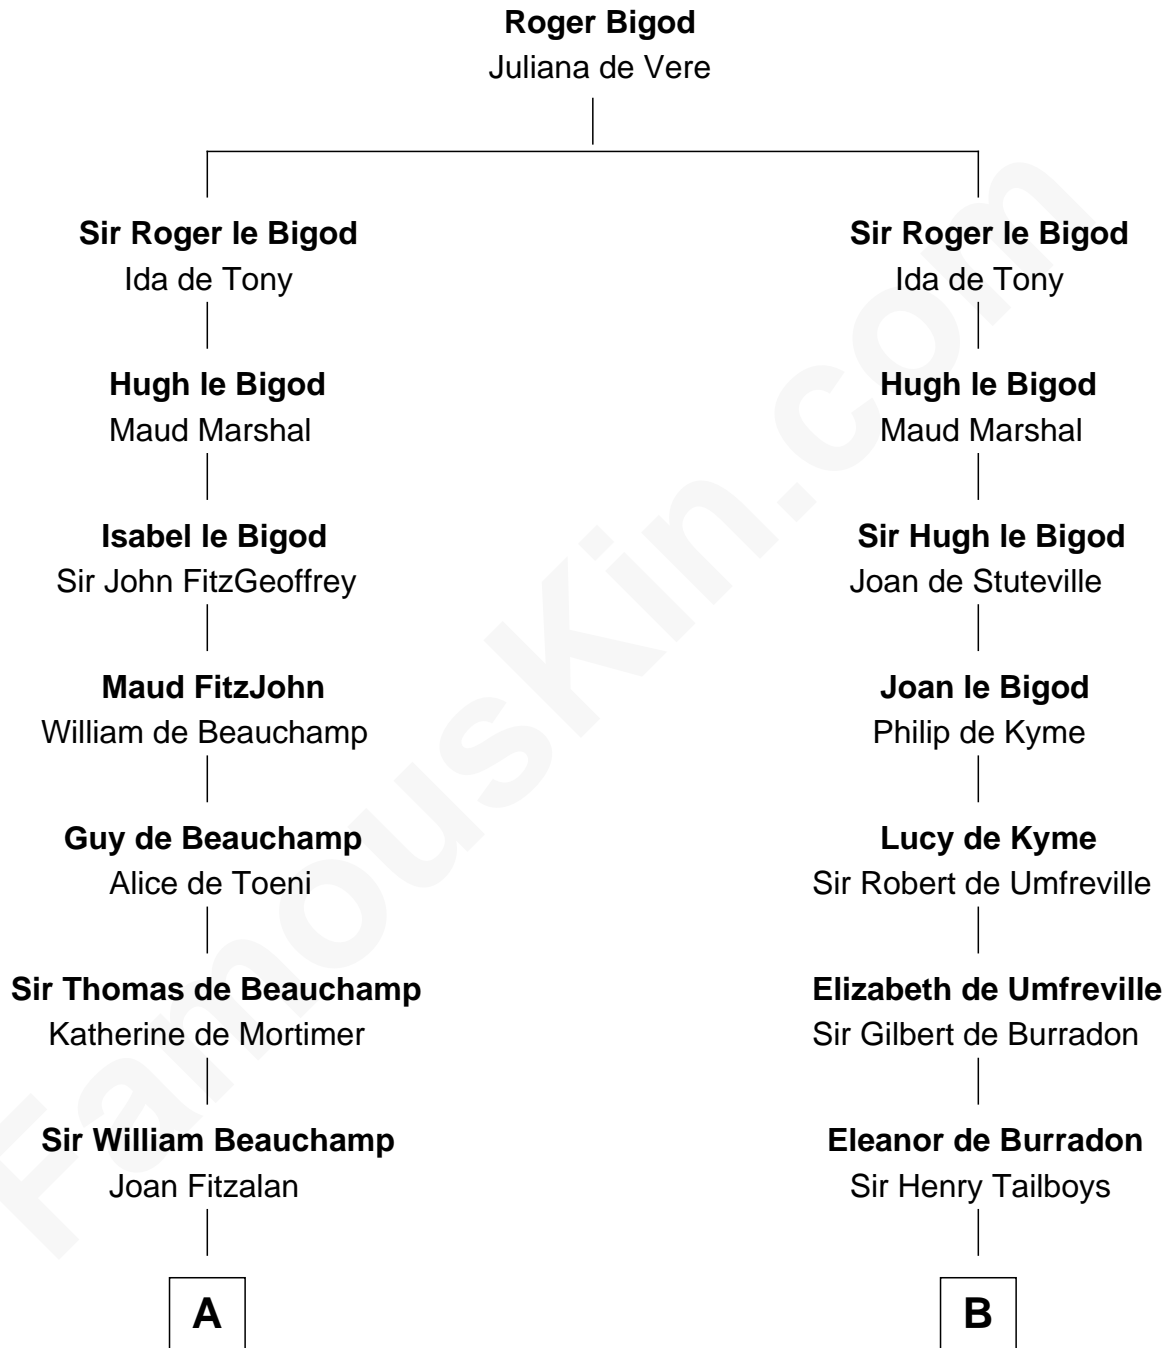 Roger Bigod
Juliana de Vere
Sir Roger le Bigod
Ida de Tony
Hugh le Bigod
Maud Marshal
Isabel le Bigod
Sir John FitzGeoffrey
Maud FitzJohn
William de Beauchamp
Guy de Beauchamp
Alice de Toeni
Sir Thomas de Beauchamp
Katherine de Mortimer
Sir William Beauchamp
Joan Fitzalan
A
Sir Roger le Bigod
Ida de Tony
Hugh le Bigod
Maud Marshal
Sir Hugh le Bigod
Joan de Stuteville
Joan le Bigod
Philip de Kyme
Lucy de Kyme
Sir Robert de Umfreville
Elizabeth de Umfreville
Sir Gilbert de Burradon
Eleanor de Burradon
Sir Henry Tailboys
B
FamousKin.com